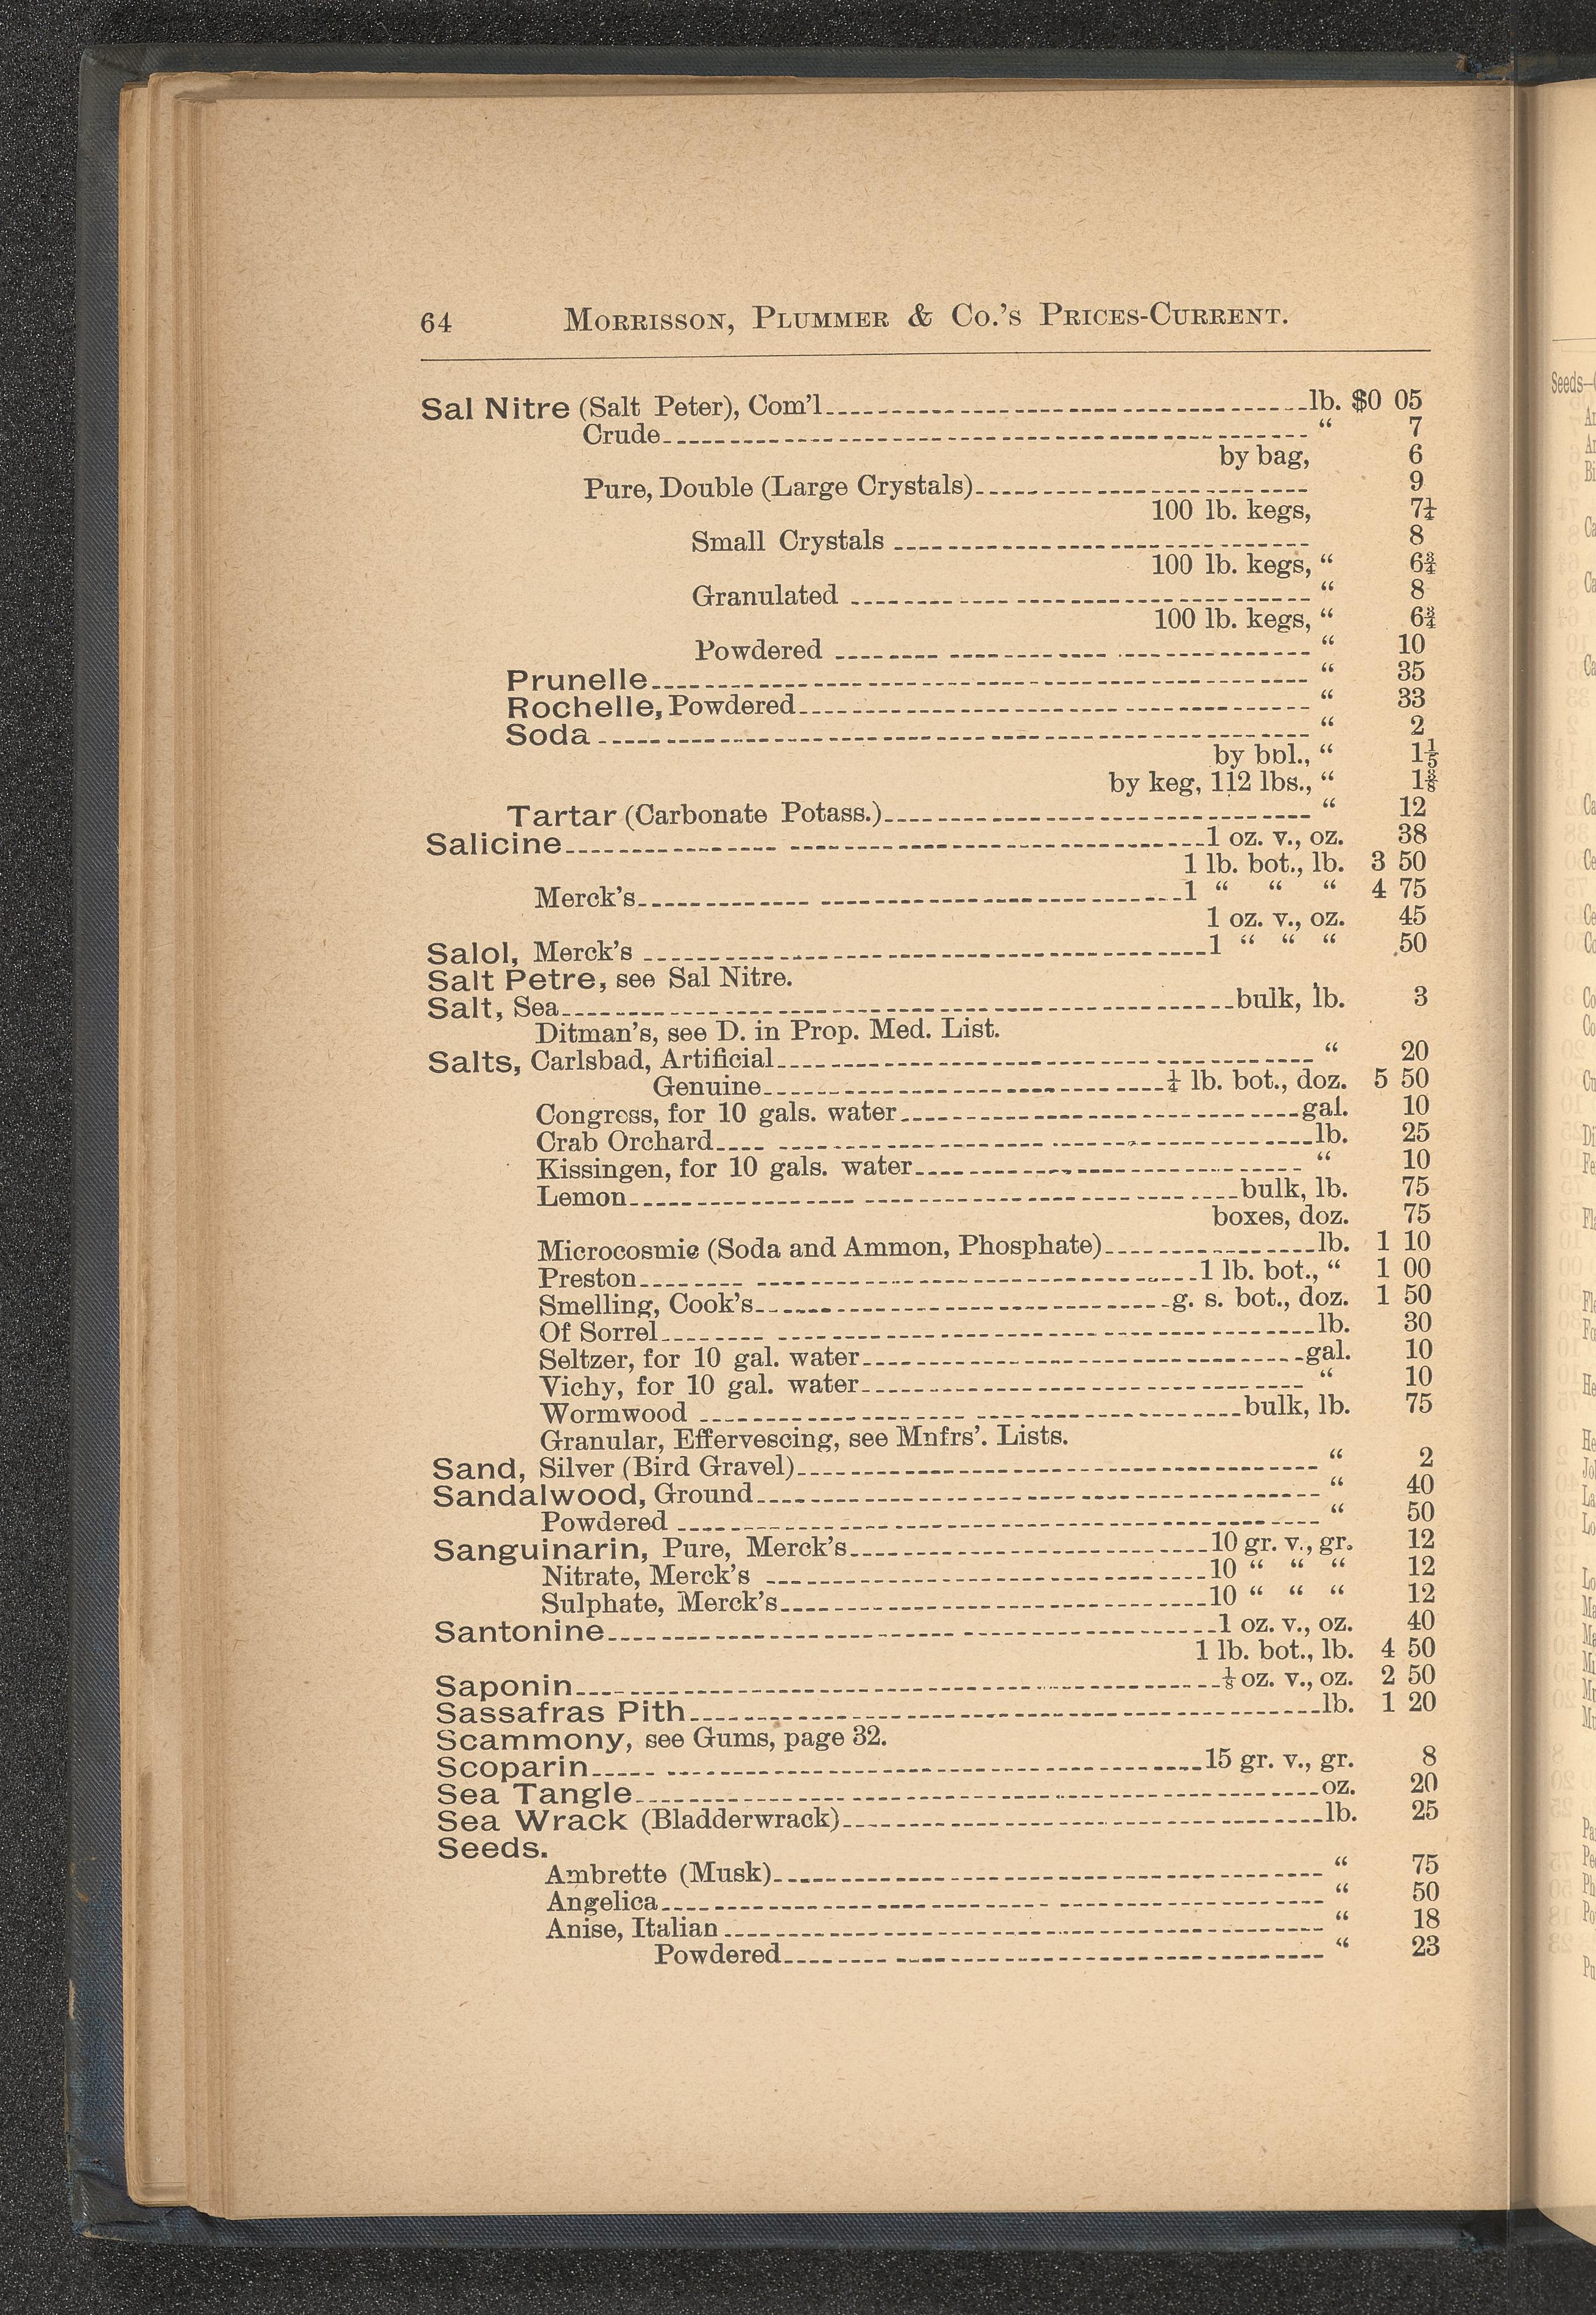 64 Morrisson, Plummer & Co.'s Prices-Current.
Sal Nitre (Salt Peter), Com'l lb. $0 05
Crude “ 7
by bag, 6
Pure, Double (Large Crystals) 9
100 lb. kegs, 7¼
Small Crystals 8
100 lb. kegs, “ 6¾
Granulated “ 8
100 lb. kegs, “ 6¾
Powdered “ 10
Prunelle “ 35
Rochelle, Powdered “ 33
Soda “ 2
by bbl., “ 1⅕
by keg, 112 lbs., “ 1⅜
Tartar (Carbonate Potass.) “ 12
Salicine 1 oz. v., oz. 38
1 lb. bot., lb. 3 50
Merck's 1 “ “ “ 4 75
1 oz. v., oz. 45
Salol, Merck's 1 “ “ “ 50
Salt Petre, see Sal Nitre.
Salt, Sea bulk, lb. 3
Ditman's, see D. in Prop. Med. List.
Salts, Carlsbad, Artificial “ 20
Genuine ¼ lb. bot., doz. 5 50
Congress, for 10 gals. water gal. 10
Crab Orchard lb. 25
Kissingen, for 10 gals. water “ 10
Lemon bulk, lb. 75
boxes, doz. 75
Microcosmic (Soda and Ammon, Phosphate) lb. 1 10
Preston 1 lb. bot., “ 1 00
Smelling, Cook's g. s. bot., doz. 1 50
Of Sorrel lb. 30
Seltzer, for 10 gal. water gal. 10
Vichy, for 10 gal. water “ 10
Wormwood bulk, lb. 75
Granular, Effervescing, see Mnfrs'. Lists.
Sand, Silver (Bird Gravel) “ 2
Sandalwood, Ground “ 40
Powdered “ 50
Sanguinarin, Pure, Merck's 10 gr. v., gr. 12
Nitrate, Merck's 10 “ “ “ 12
Sulphate, Merck's 10 “ “ “ 12
Santonine 1 oz. v., oz. 40
1 lb. bot., lb. 4 50
Saponin ⅛ oz. v., oz. 2 50
Sassafras Pith lb. 1 20
Scammony, see Gums, page 32.
Scoparin 15 gr. v., gr. 8
Sea Tangle oz. 20
Sea Wrack (Bladderwrack) lb. 25
Seeds.
Ambrette (Musk) “ 75
Angelica “ 50
Anise, Italian “ 18
Powdered “ 23